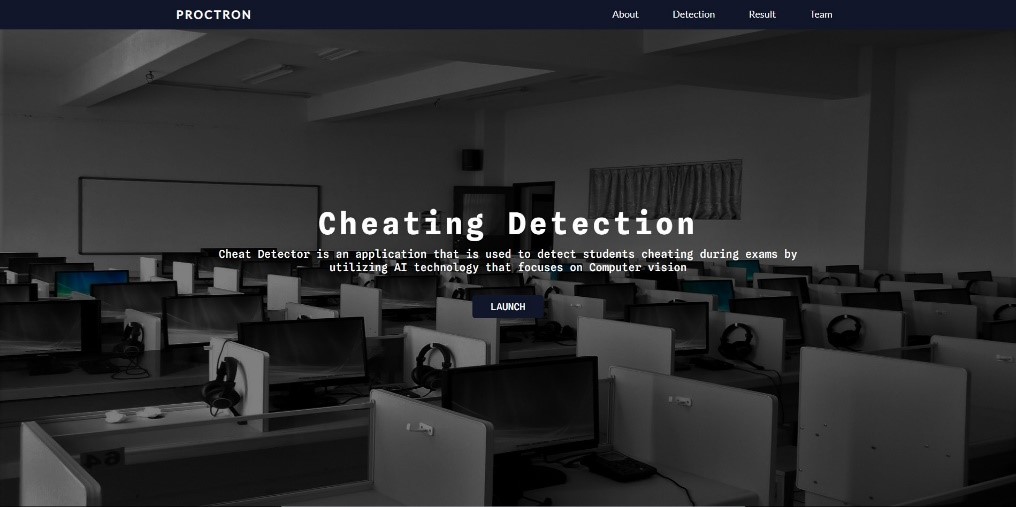 PROCTRON
About Detection Result Team
Cheating Detection
Cheat Detector is an application that is used to detect students cheating during exams by
utilizing AI technology that focuses on Computer vision
LAUNCH